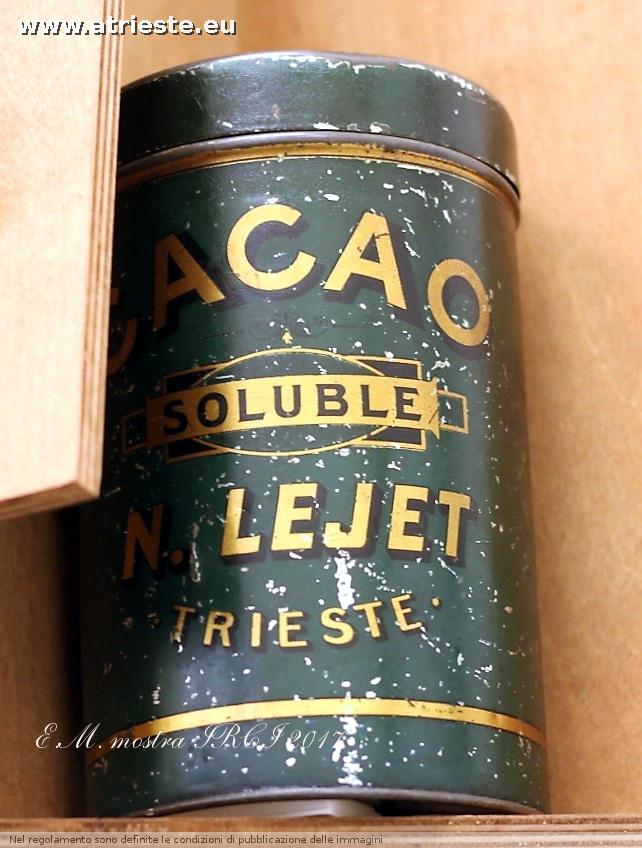 www.atrieste.eu
CACAO
SOLUBLE
N. LEJET
·TRIESTE·
E.M. mostra IRCI 2017
Nel regolamento sono definite le condizioni di pubblicazione delle immagini